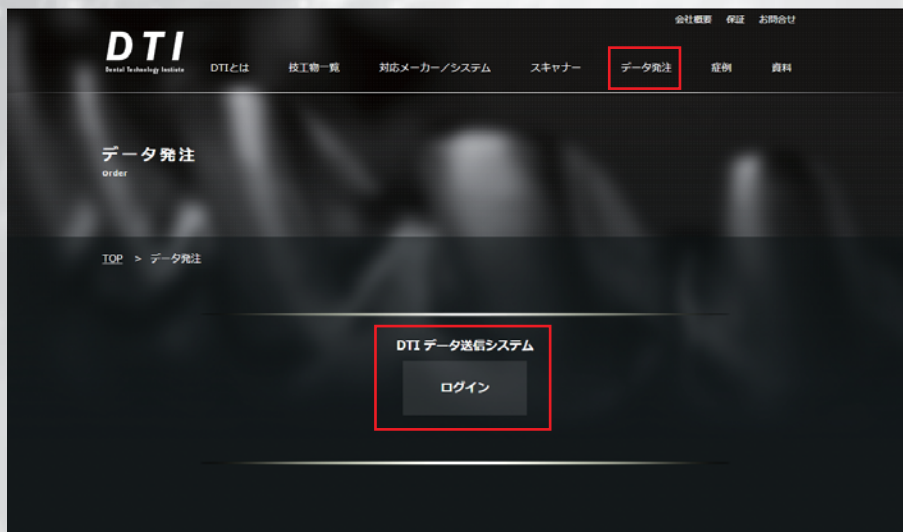 会社概要 保証 お問合せ
DTI
Dental Technology Institute
DTIとは 技工物一覧 対応メーカー/システム スキャナー データ発注 症例 資料
データ発注
Order
TOP > データ発注
DTI データ送信システム
ログイン